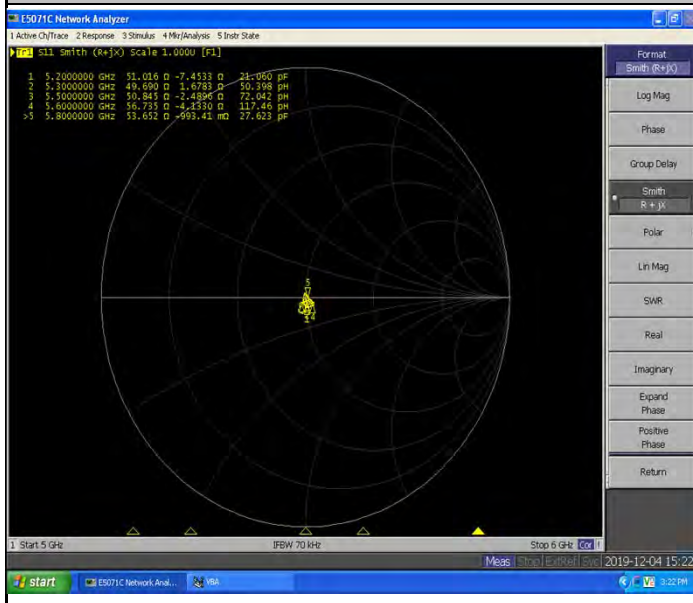 E5071C Network Analyzer
1 Active Ch/Trace 2 Response 3 Stimulus 4 Mkr/Analysis 5 Instr State
Tr1 S11 Smith (R+jX) Scale 1.000U [F1]
1 5.2000000 GHz 51.016 Ω -7.4533 Ω 21.060 pF
2 5.3000000 GHz 49.690 Ω 1.6783 Ω 50.398 pH
3 5.5000000 GHz 50.845 Ω -2.4896 Ω 72.042 pH
4 5.6000000 GHz 56.735 Ω -4.1330 Ω 117.46 pH
>5 5.8000000 GHz 53.652 Ω -993.41 mΩ 27.623 pF
5
4
Format
Smith (R+jX)
Log Mag
Phase
Group Delay
Smith
R + jX
Polar
Lin Mag
SWR
Real
Imaginary
Expand
Phase
Positive
Phase
Return
1 Start 5 GHz IFBW 70 kHz Stop 6 GHz Cor !
Meas Stop ExtRef Svc 2019-12-04 15:22
start E5071C Network Anal... VBA 3:22 PM